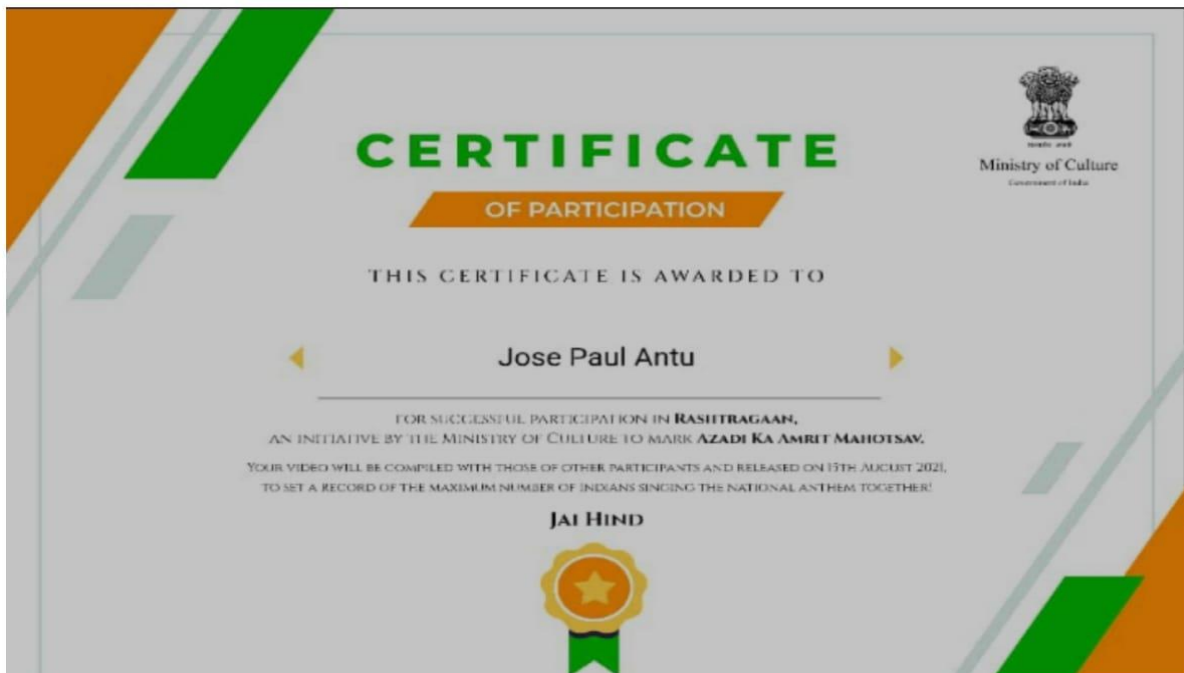 CERTIFICATE
OF PARTICIPATION
Ministry of Culture
Government of India
THIS CERTIFICATE IS AWARDED TO
Jose Paul Antu
FOR SUCCESSFUL PARTICIPATION IN RASHTRAGAAN,
AN INITIATIVE BY THE MINISTRY OF CULTURE TO MARK AZADI KA AMRIT MAHOTSAV.
YOUR VIDEO WILL BE COMPILED WITH THOSE OF OTHER PARTICIPANTS AND RELEASED ON 15TH AUGUST 2021,
TO SET A RECORD OF THE MAXIMUM NUMBER OF INDIANS SINGING THE NATIONAL ANTHEM TOGETHER!
JAI HIND